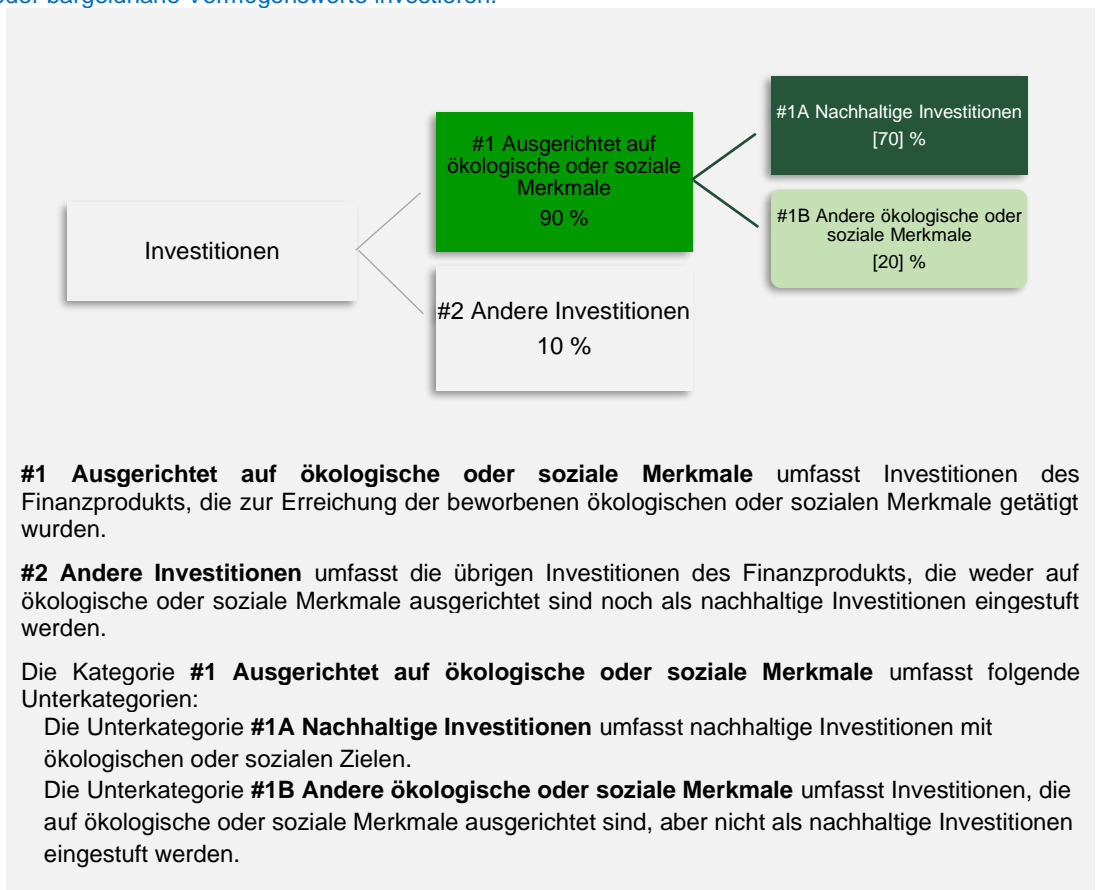 oder bargeldnahe Vermögenswerte investieren.
#1A Nachhaltige Investitionen
[70] %
#1 Ausgerichtet auf
ökologische oder soziale
Merkmale
90 %
#1B Andere ökologische oder
soziale Merkmale
[20] %
Investitionen
#2 Andere Investitionen
10 %
#1 Ausgerichtet auf ökologische oder soziale Merkmale umfasst Investitionen des
Finanzprodukts, die zur Erreichung der beworbenen ökologischen oder sozialen Merkmale getätigt
wurden.
#2 Andere Investitionen umfasst die übrigen Investitionen des Finanzprodukts, die weder auf
ökologische oder soziale Merkmale ausgerichtet sind noch als nachhaltige Investitionen eingestuft
werden.
Die Kategorie #1 Ausgerichtet auf ökologische oder soziale Merkmale umfasst folgende
Unterkategorien:
Die Unterkategorie #1A Nachhaltige Investitionen umfasst nachhaltige Investitionen mit
ökologischen oder sozialen Zielen.
Die Unterkategorie #1B Andere ökologische oder soziale Merkmale umfasst Investitionen, die
auf ökologische oder soziale Merkmale ausgerichtet sind, aber nicht als nachhaltige Investitionen
eingestuft werden.